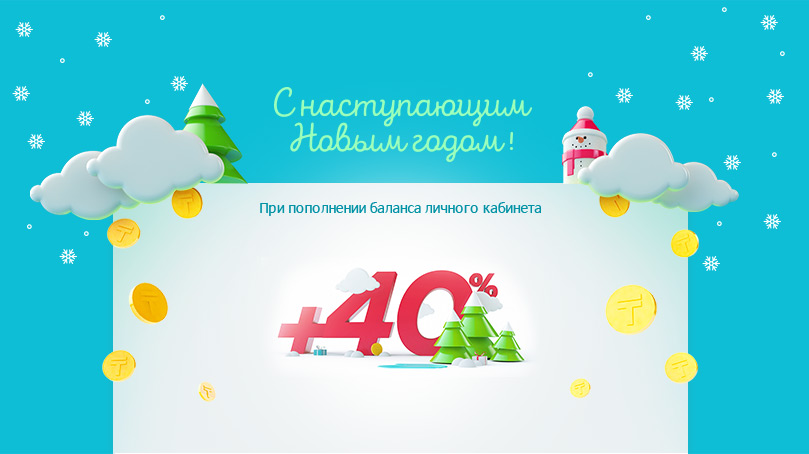 С наступающим
Новым годом!
При пополнении баланса личного кабинета
+40%